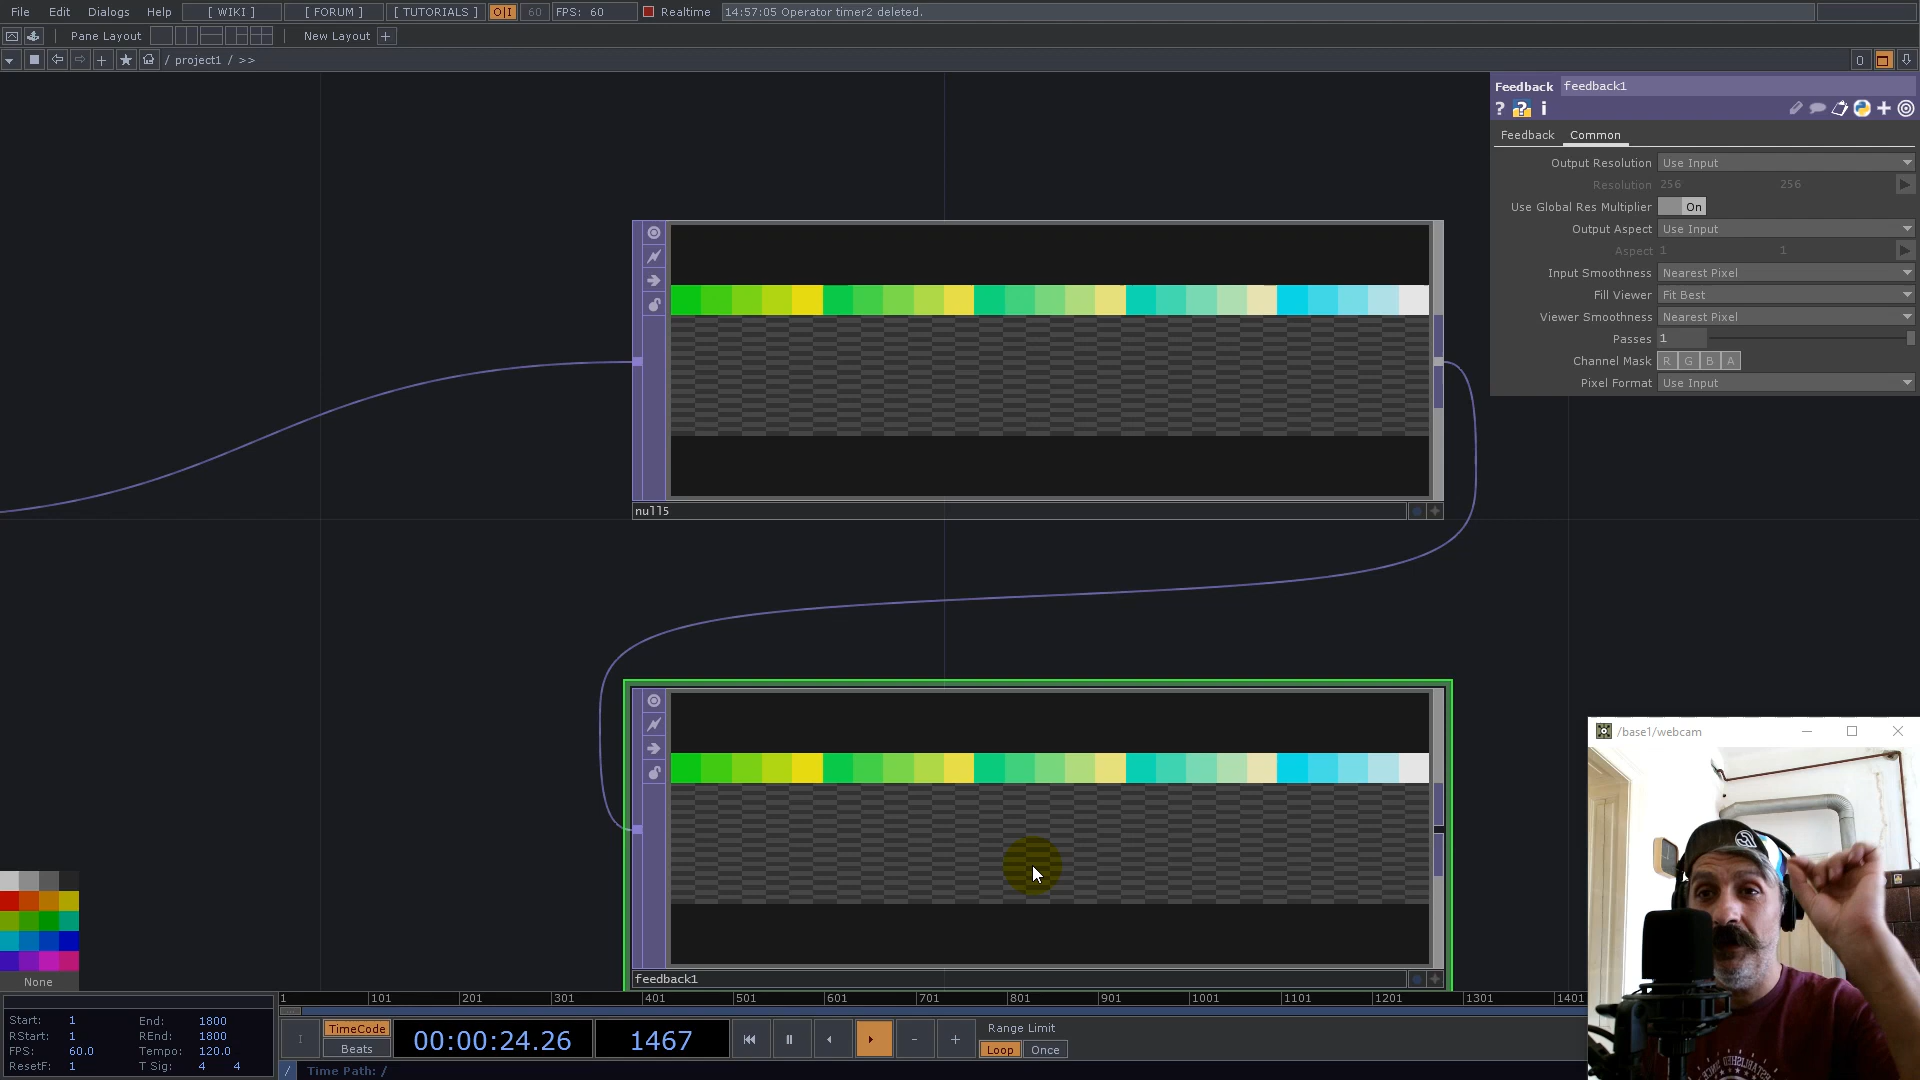 File Edit Dialogs Help [ WIKI ] [ FORUM ] [ TUTORIALS ] O|I 60 FPS: 60 Realtime 14:57:05 Operator timer2 deleted.
Pane Layout New Layout +
/ project1 / >> 0
Feedback feedback1
? ? i
Feedback Common
Output Resolution Use Input
Resolution 256 256
Use Global Res Multiplier On
Output Aspect Use Input
Aspect 1 1
Input Smoothness Nearest Pixel
Fill Viewer Fit Best
Viewer Smoothness Nearest Pixel
Passes 1
Channel Mask R G B A
Pixel Format Use Input
null5
/base1/webcam
feedback1
None
1 101 201 301 401 501 601 701 801 901 1001 1101 1201 1301 1401
Start: 1 End: 1800
RStart: 1 REnd: 1800
FPS: 60.0 Tempo: 120.0
ResetF: 1 T Sig: 4 4
I TimeCode Beats 00:00:24.26 1467 - + Range Limit
Loop Once
/ Time Path: /